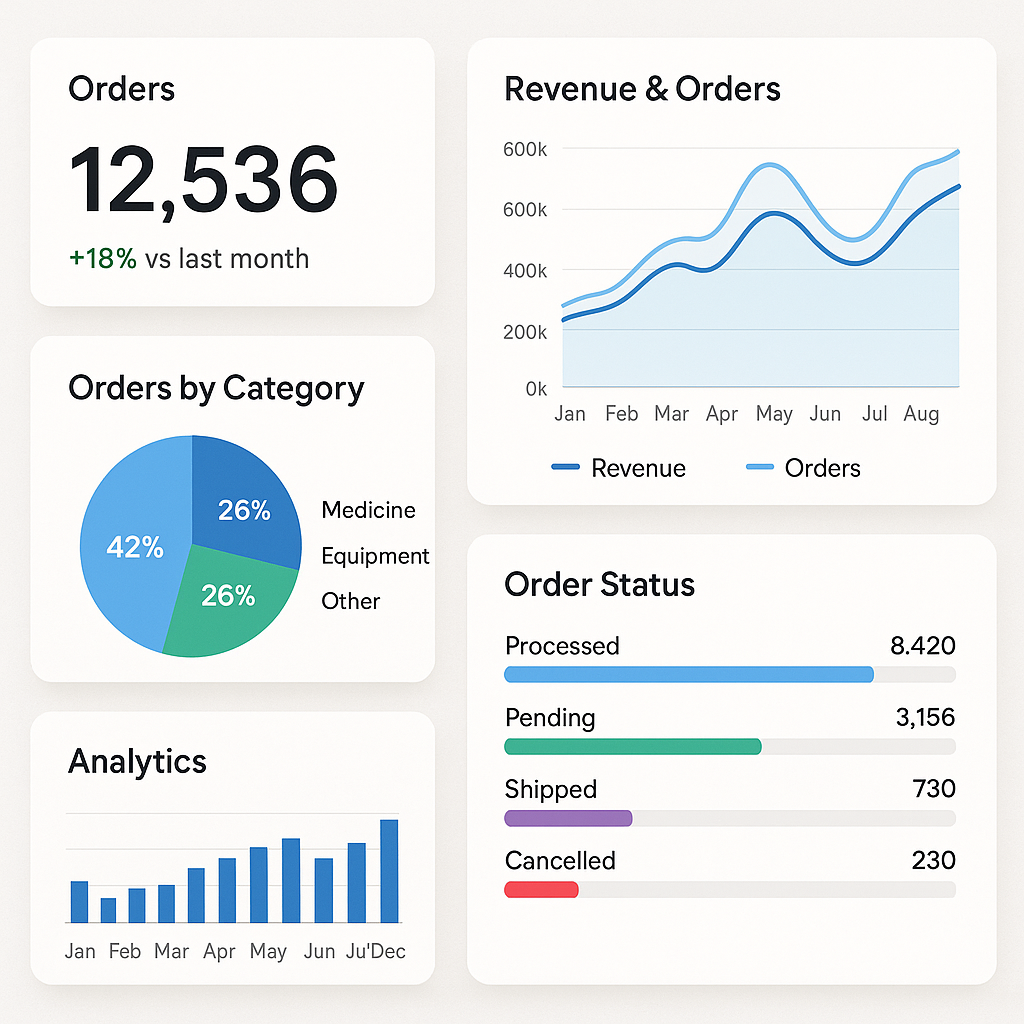 Orders
12,536
+18% vs last month
Orders by Category
42%
26%
26%
Medicine
Equipment
Other
Analytics
Jan Feb Mar Apr May Jun Ju'Dec
Revenue & Orders
600k
600k
400k
200k
0k
Jan Feb Mar Apr May Jun Jul Aug
Revenue Orders
Order Status
Processed 8.420
Pending 3,156
Shipped 730
Cancelled 230